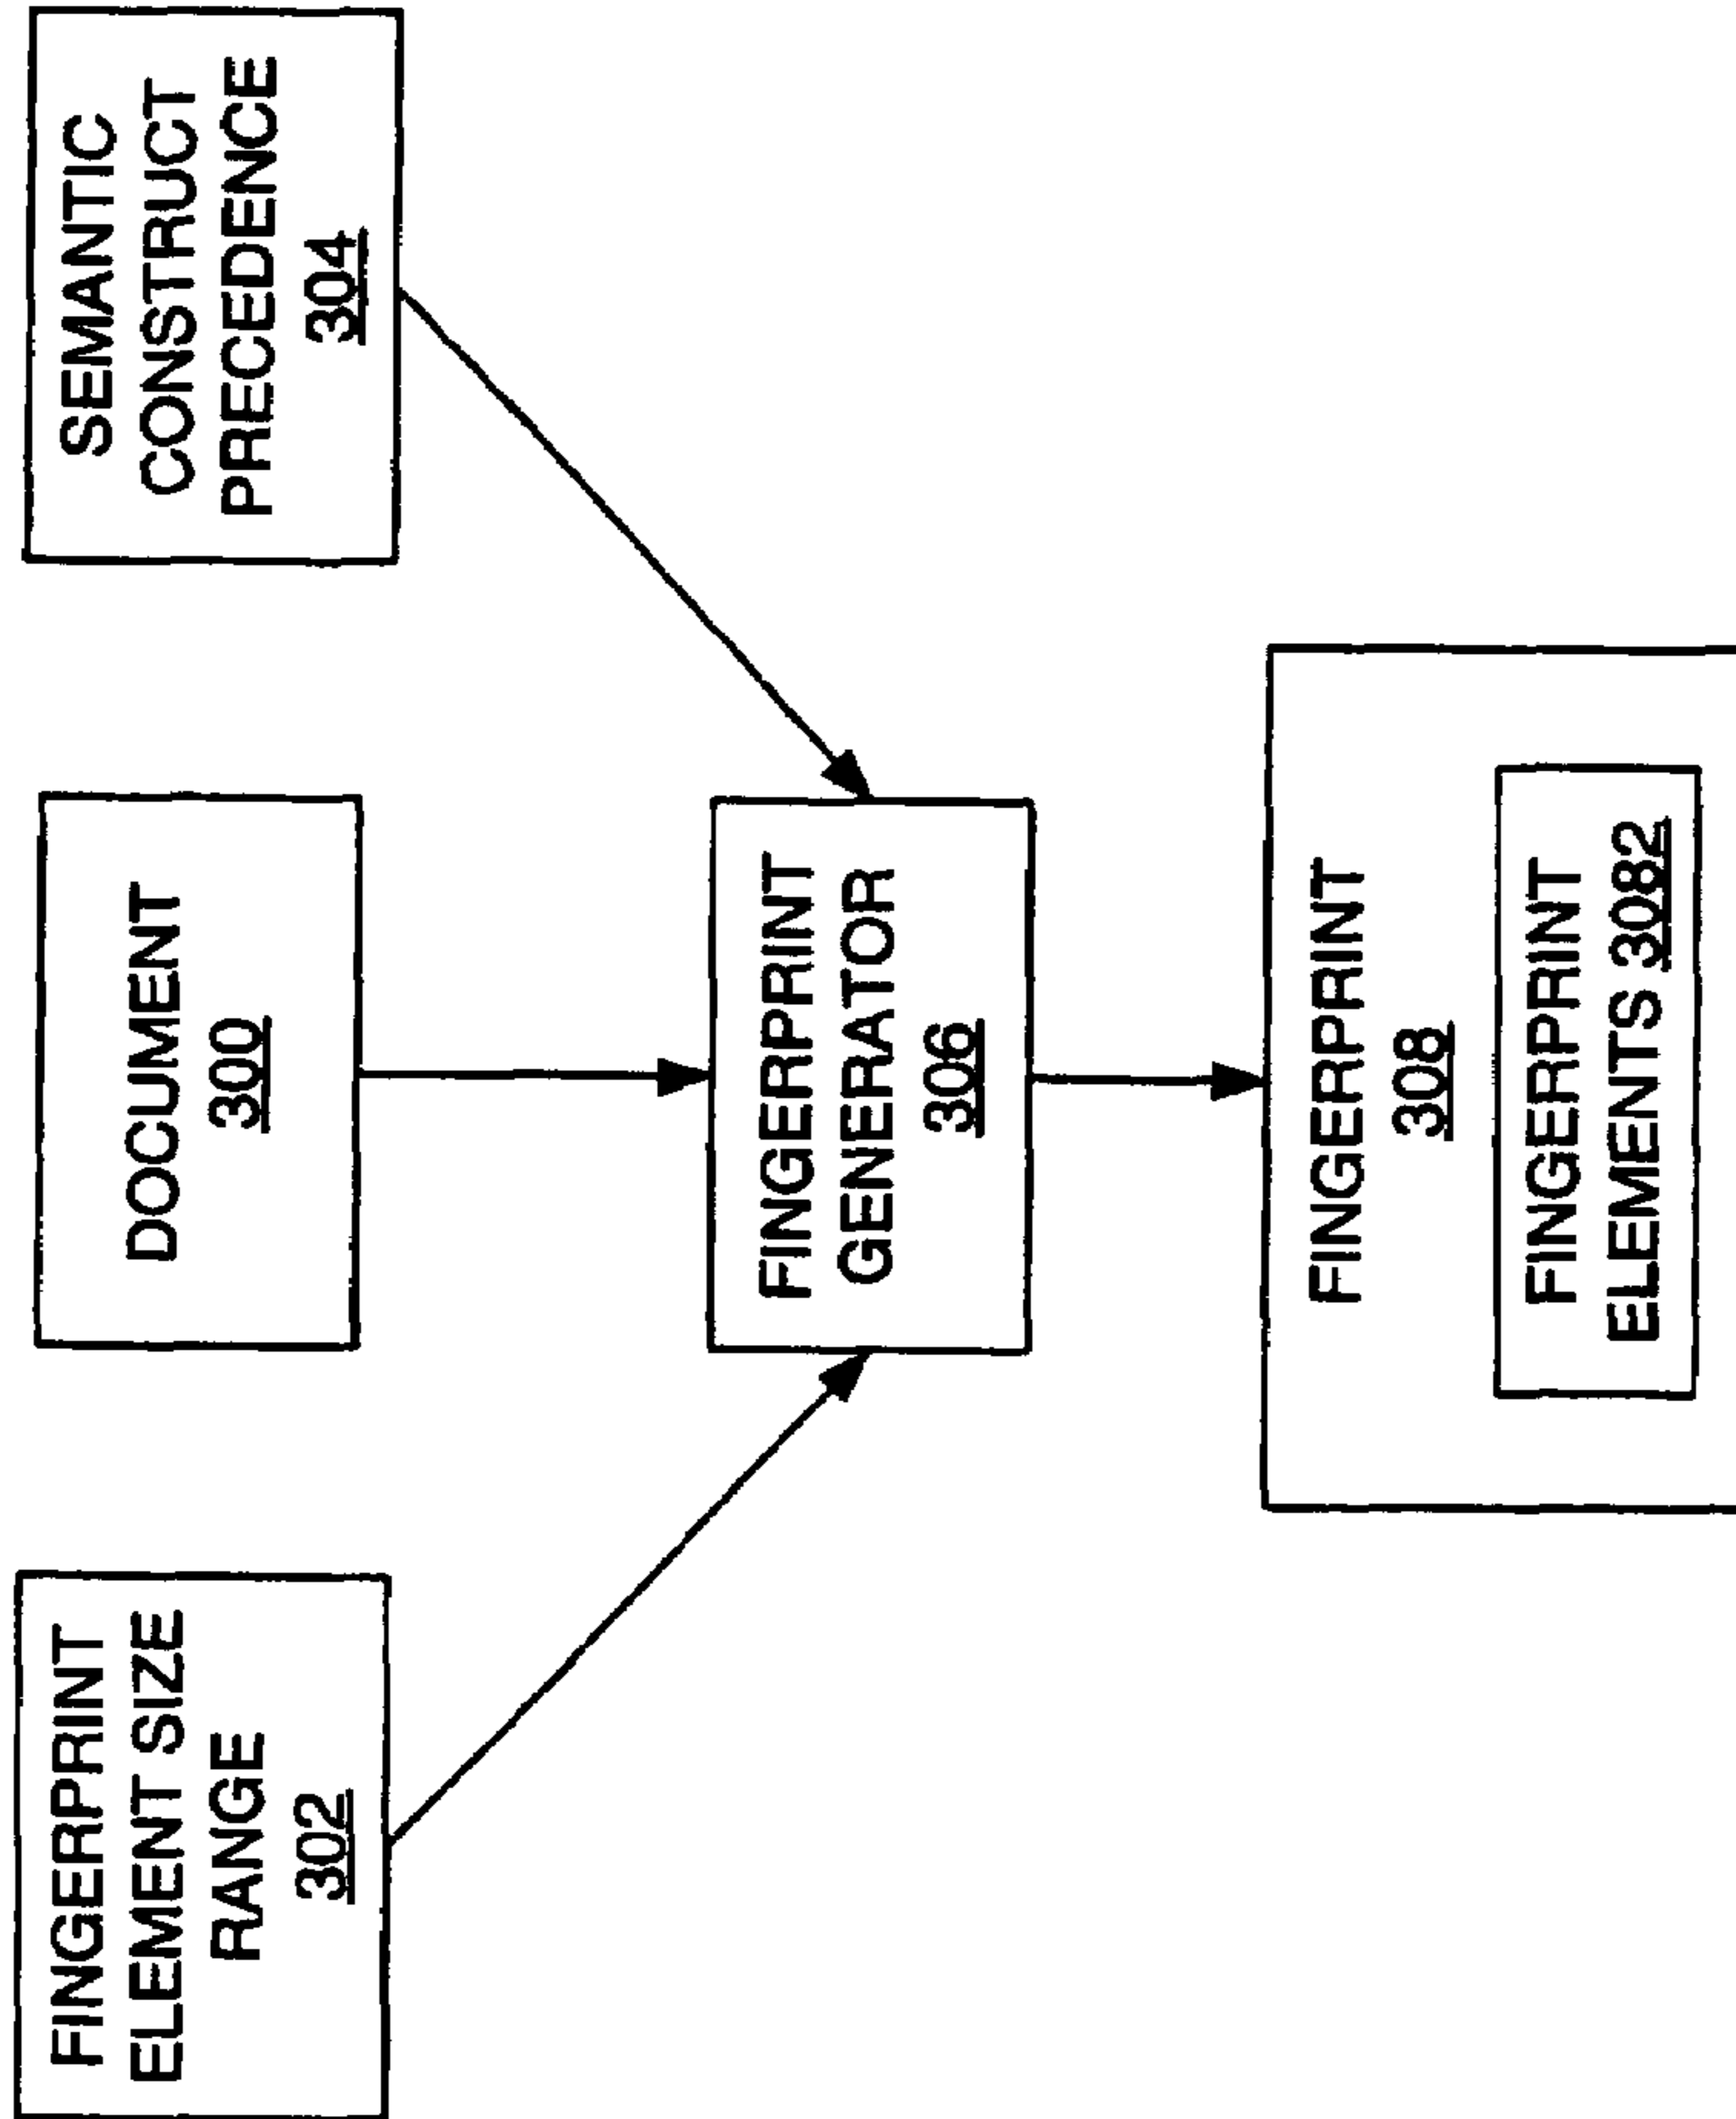 FINGERPRINT
ELEMENT SIZE
RANGE
302
DOCUMENT
300
SEMANTIC
CONSTRUCT
PRECEDENCE
304
FINGERPRINT
GENERATOR
306
FINGERPRINT
308
FINGERPRINT
ELEMENTS 3082